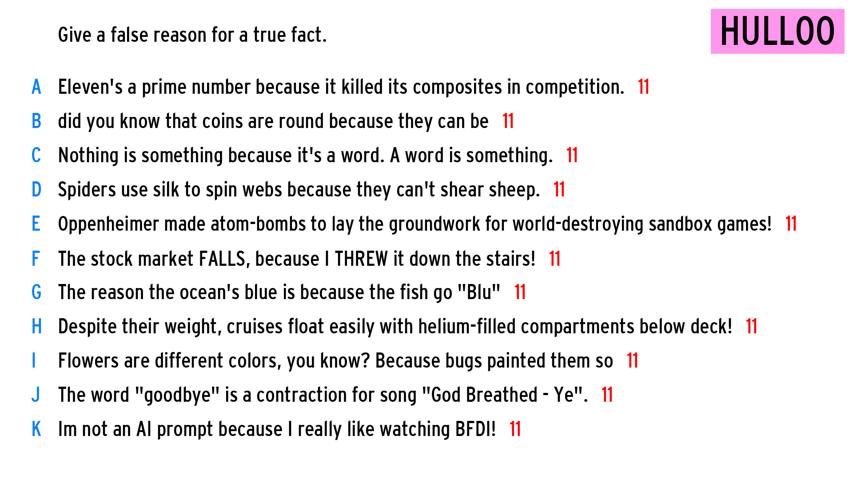 Give a false reason for a true fact.
HULLOO
A Eleven's a prime number because it killed its composites in competition. 11
B did you know that coins are round because they can be 11
C Nothing is something because it's a word. A word is something. 11
D Spiders use silk to spin webs because they can't shear sheep. 11
E Oppenheimer made atom-bombs to lay the groundwork for world-destroying sandbox games! 11
F The stock market FALLS, because I THREW it down the stairs! 11
G The reason the ocean's blue is because the fish go "Blu" 11
H Despite their weight, cruises float easily with helium-filled compartments below deck! 11
I Flowers are different colors, you know? Because bugs painted them so 11
J The word "goodbye" is a contraction for song "God Breathed - Ye". 11
K Im not an AI prompt because I really like watching BFDI! 11